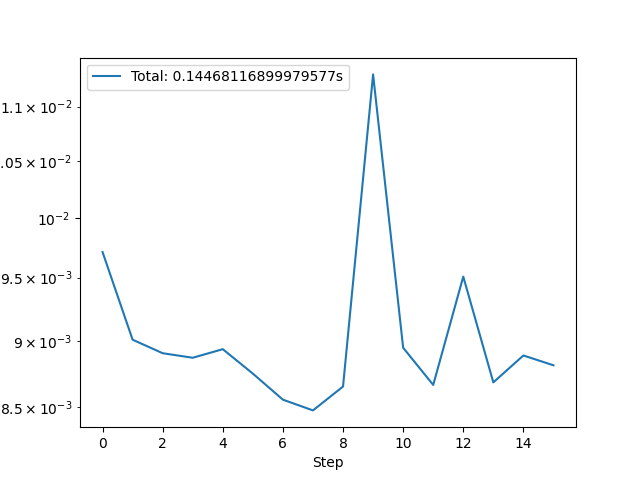 Total: 0.14468116899979577s
1.1 × 10⁻²
.05 × 10⁻²
10⁻²
9.5 × 10⁻³
9 × 10⁻³
8.5 × 10⁻³
0 2 4 6 8 10 12 14
Step